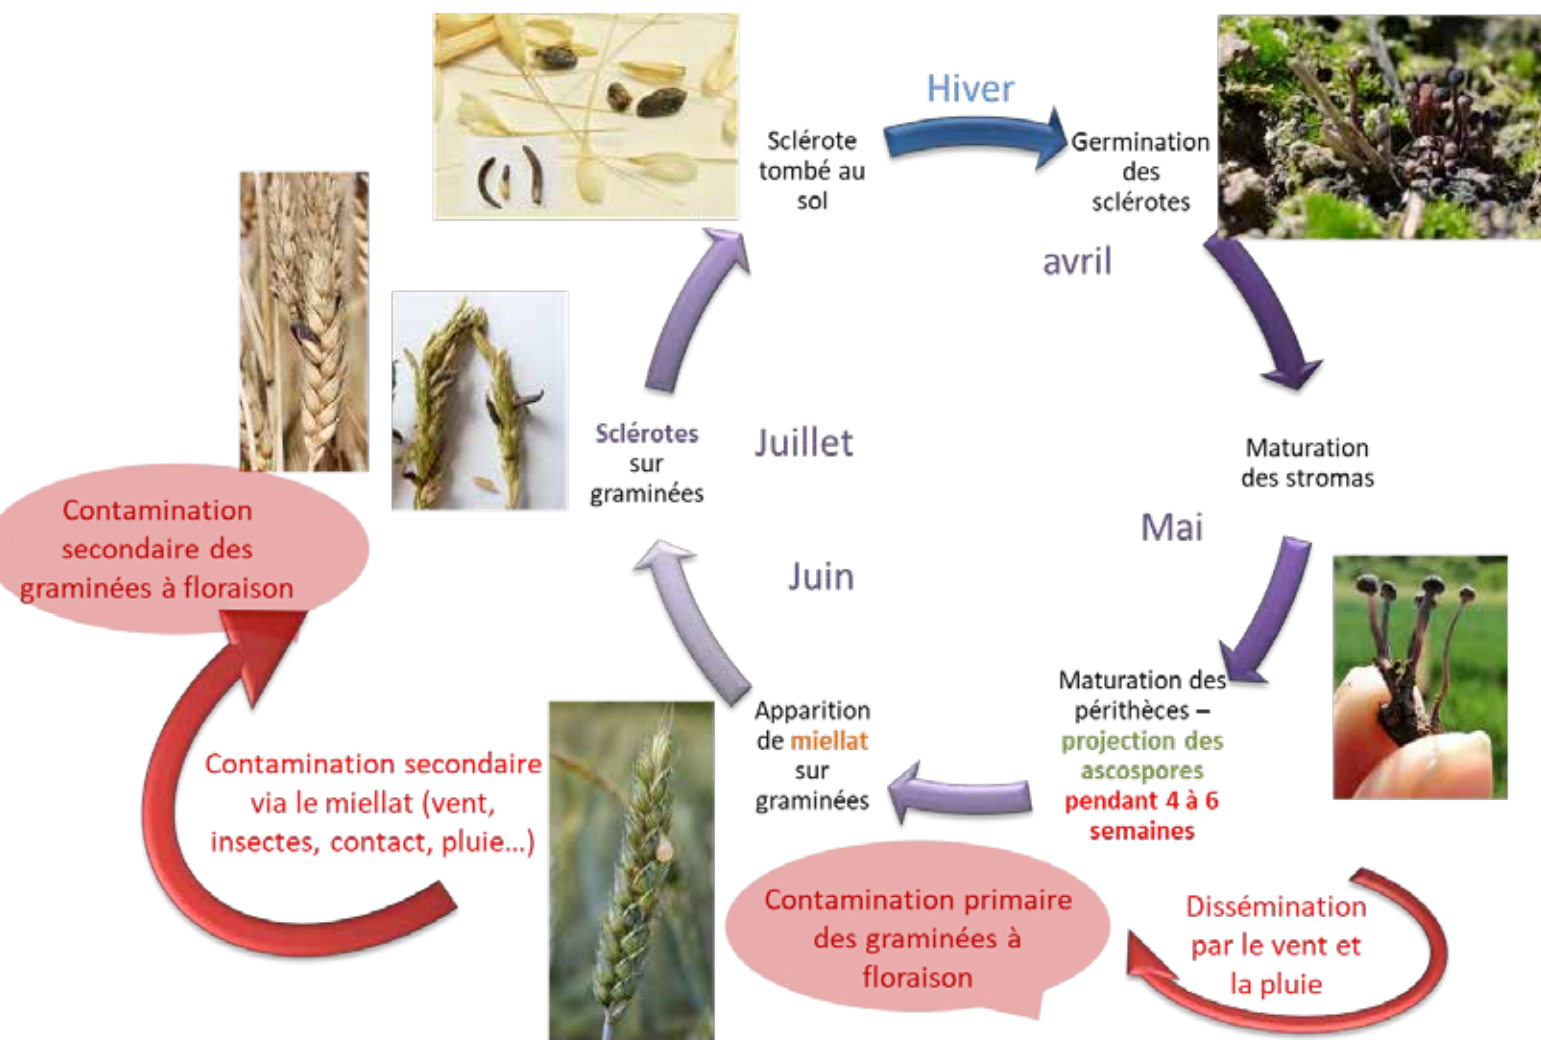 Hiver
Sclérote
tombé au
sol
Germination
des
sclérotes
avril
Maturation
des stromas
Mai
Maturation des
périthèces –
projection des
ascospores
pendant 4 à 6
semaines
Dissémination
par le vent et
la pluie
Contamination primaire
des graminées à
floraison
Apparition
de miellat
sur
graminées
Juin
Contamination secondaire
via le miellat (vent,
insectes, contact, pluie...)
Contamination
secondaire des
graminées à floraison
Sclérotes
sur
graminées
Juillet